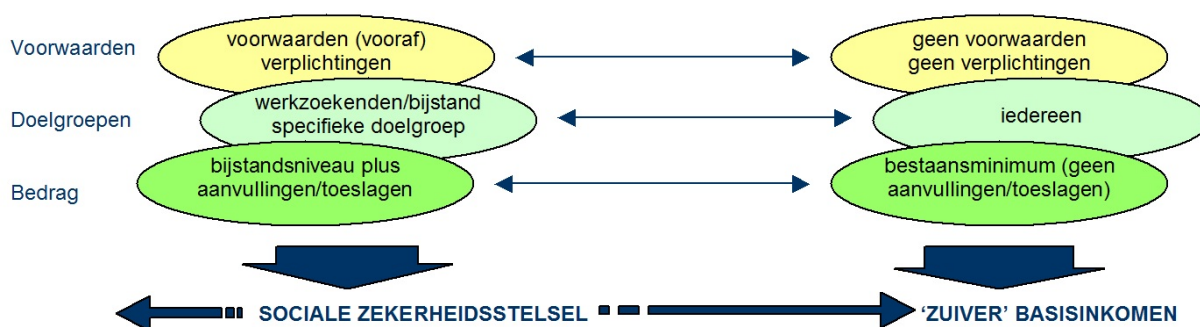 Voorwaarden
voorwaarden (vooraf)
verplichtingen
geen voorwaarden
geen verplichtingen
Doelgroepen
werkzoekenden/bijstand
specifieke doelgroep
iedereen
Bedrag
bijstandsniveau plus
aanvullingen/toeslagen
bestaansminimum (geen
aanvullingen/toeslagen)
SOCIALE ZEKERHEIDSSTELSEL
‘ZUIVER’ BASISINKOMEN